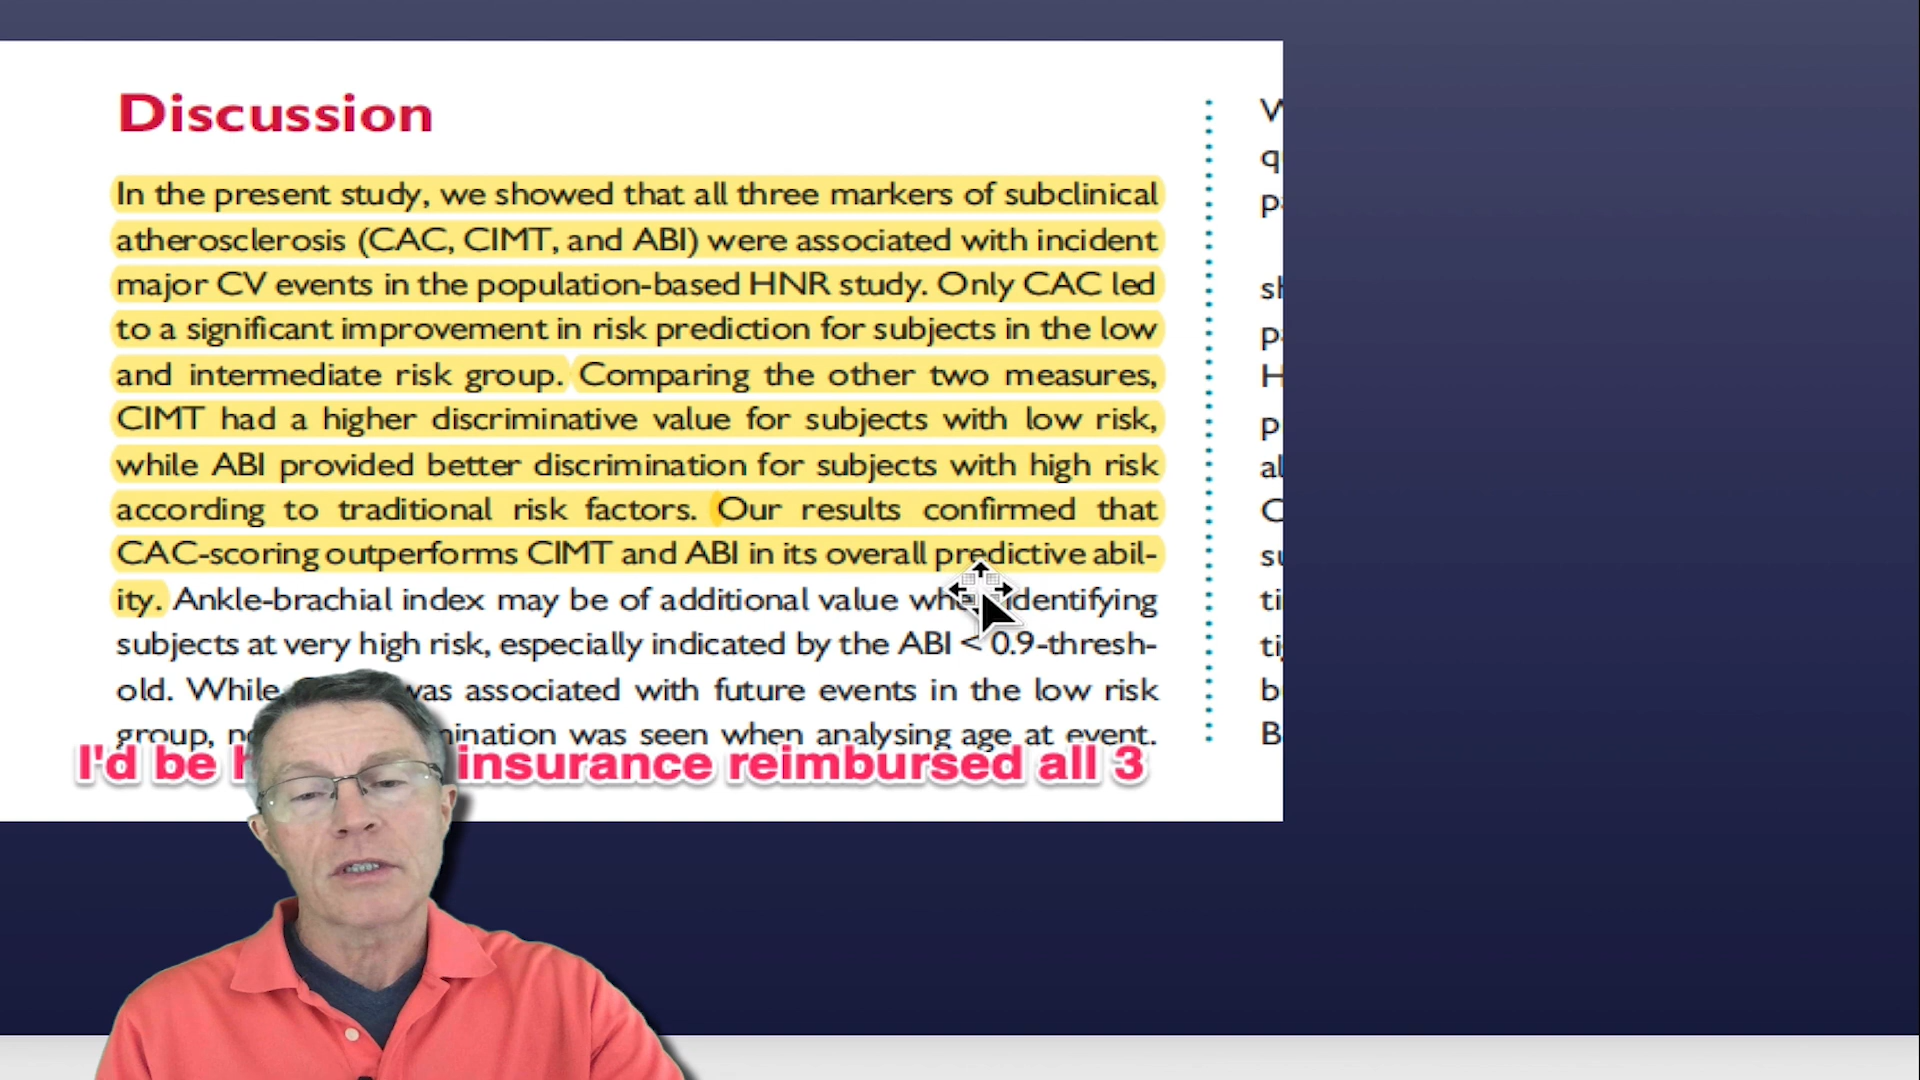 Discussion
In the present study, we showed that all three markers of subclinical
atherosclerosis (CAC, CIMT, and ABI) were associated with incident
major CV events in the population-based HNR study. Only CAC led
to a significant improvement in risk prediction for subjects in the low
and intermediate risk group. Comparing the other two measures,
CIMT had a higher discriminative value for subjects with low risk,
while ABI provided better discrimination for subjects with high risk
according to traditional risk factors. Our results confirmed that
CAC-scoring outperforms CIMT and ABI in its overall predictive abil-
ity. Ankle-brachial index may be of additional value identifying
subjects at very high risk, especially indicated by the ABI < 0.9-thresh-
old. While was associated with future events in the low risk
group, was seen when analysing age at event.
I'd be insurance reimbursed all 3